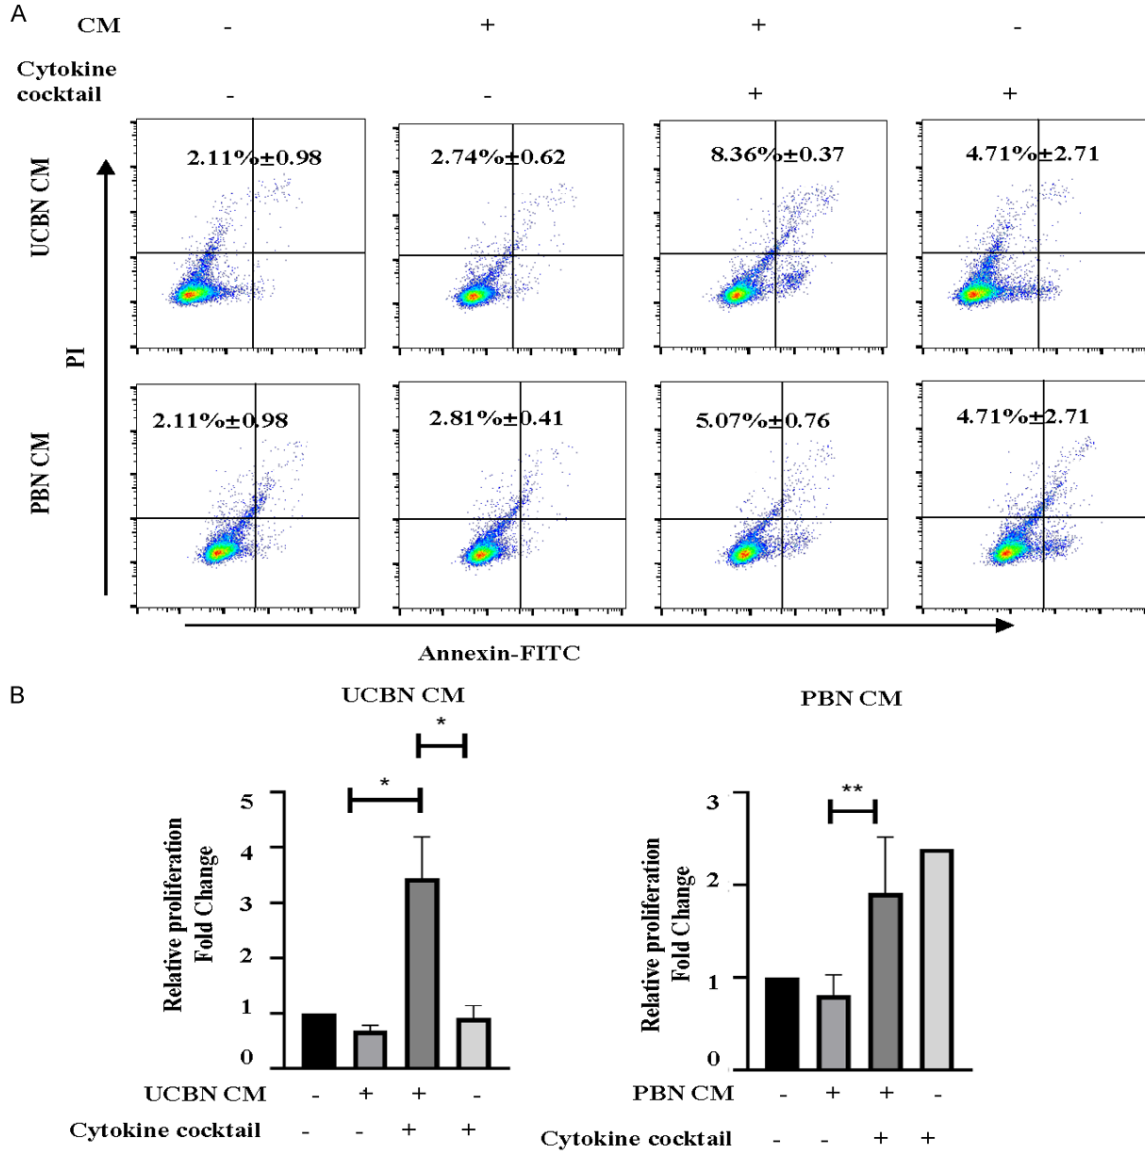 A
CM - + + -
Cytokine
cocktail - - + +
UCBN CM
2.11%±0.98 2.74%±0.62 8.36%±0.37 4.71%±2.71
PI
PBN CM
2.11%±0.98 2.81%±0.41 5.07%±0.76 4.71%±2.71
Annexin-FITC
B
UCBN CM
*
*
Relative proliferation
Fold Change
5
4
3
2
1
0
UCBN CM - + + -
Cytokine cocktail - - + +
PBN CM
**
Relative proliferation
Fold Change
3
2
1
0
PBN CM - + + -
Cytokine cocktail - - + +